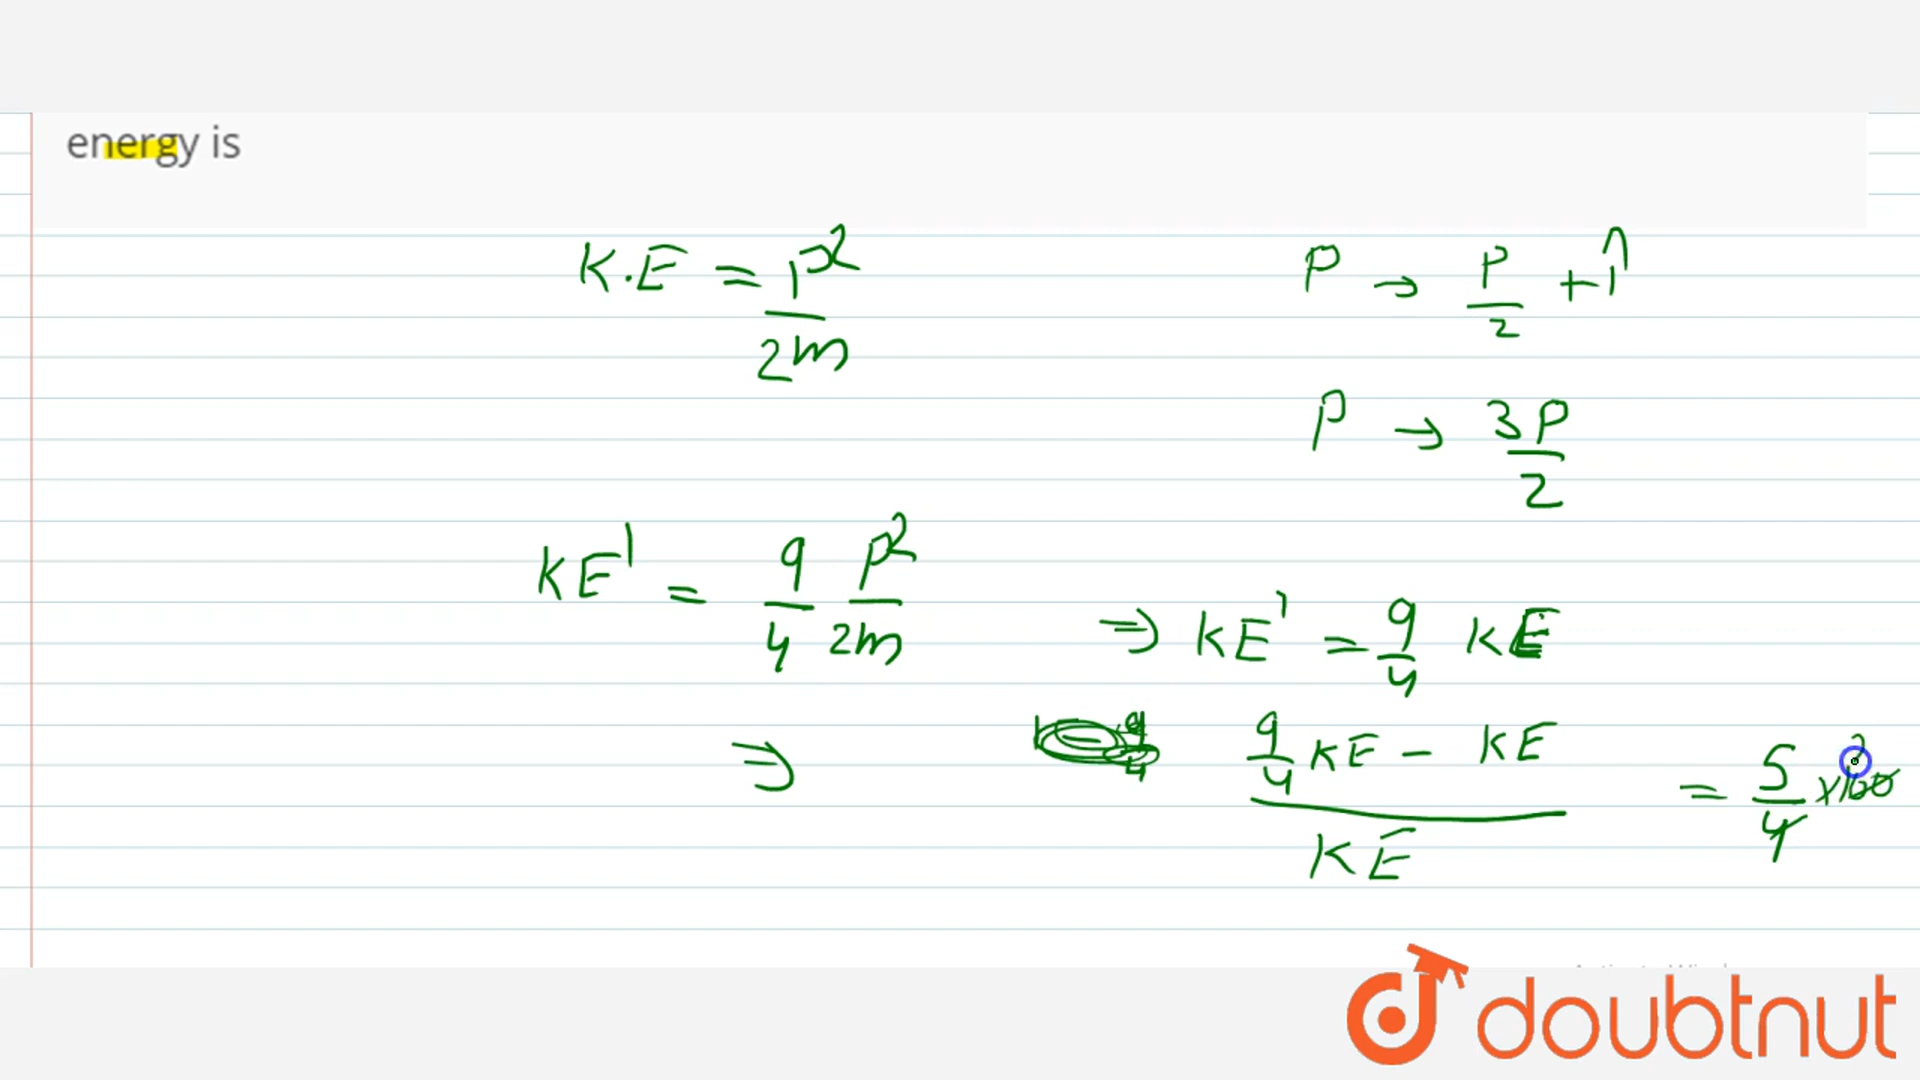 energy is
K.E = P²/2m
P → P/2 + P
P → 3P/2
KE' = 9/4 P²/2m ⇒ KE' = 9/4 KE
⇒ (9/4 KE - KE)/KE = 5/4 × 100
doubtnut